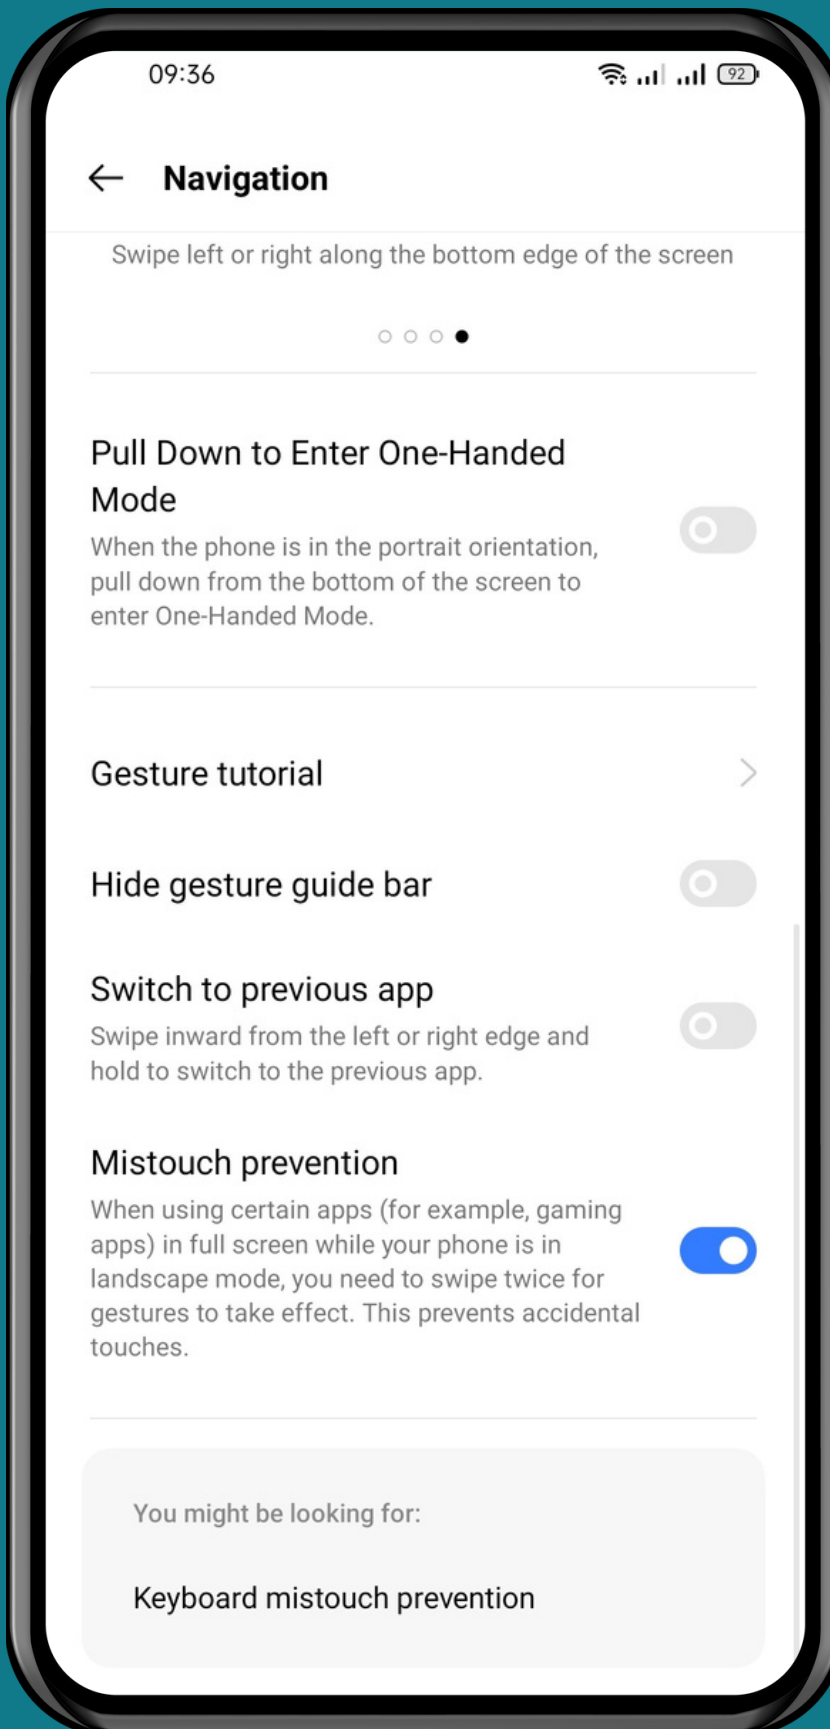 09:36
92
Navigation
Swipe left or right along the bottom edge of the screen
Pull Down to Enter One-Handed
Mode
When the phone is in the portrait orientation,
pull down from the bottom of the screen to
enter One-Handed Mode.
Gesture tutorial
Hide gesture guide bar
Switch to previous app
Swipe inward from the left or right edge and
hold to switch to the previous app.
Mistouch prevention
When using certain apps (for example, gaming
apps) in full screen while your phone is in
landscape mode, you need to swipe twice for
gestures to take effect. This prevents accidental
touches.
You might be looking for:
Keyboard mistouch prevention